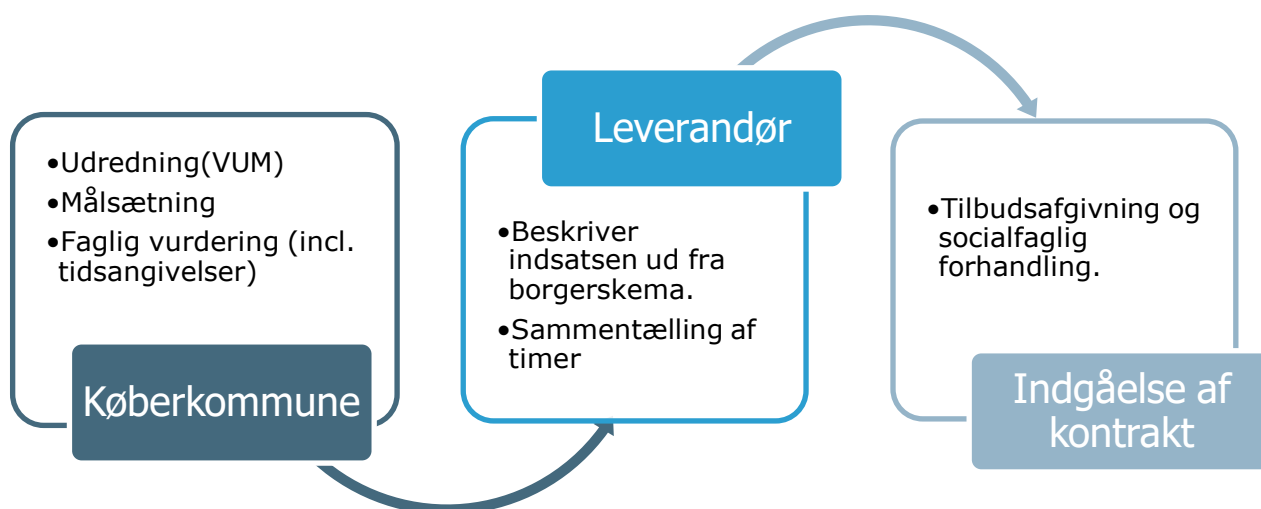 •Udredning(VUM)
•Målsætning
•Faglig vurdering (incl.
tidsangivelser)
Køberkommune
Leverandør
•Beskriver
indsatsen ud fra
borgerskema.
•Sammentælling af
timer
•Tilbudsafgivning og
socialfaglig
forhandling.
Indgåelse af
kontrakt